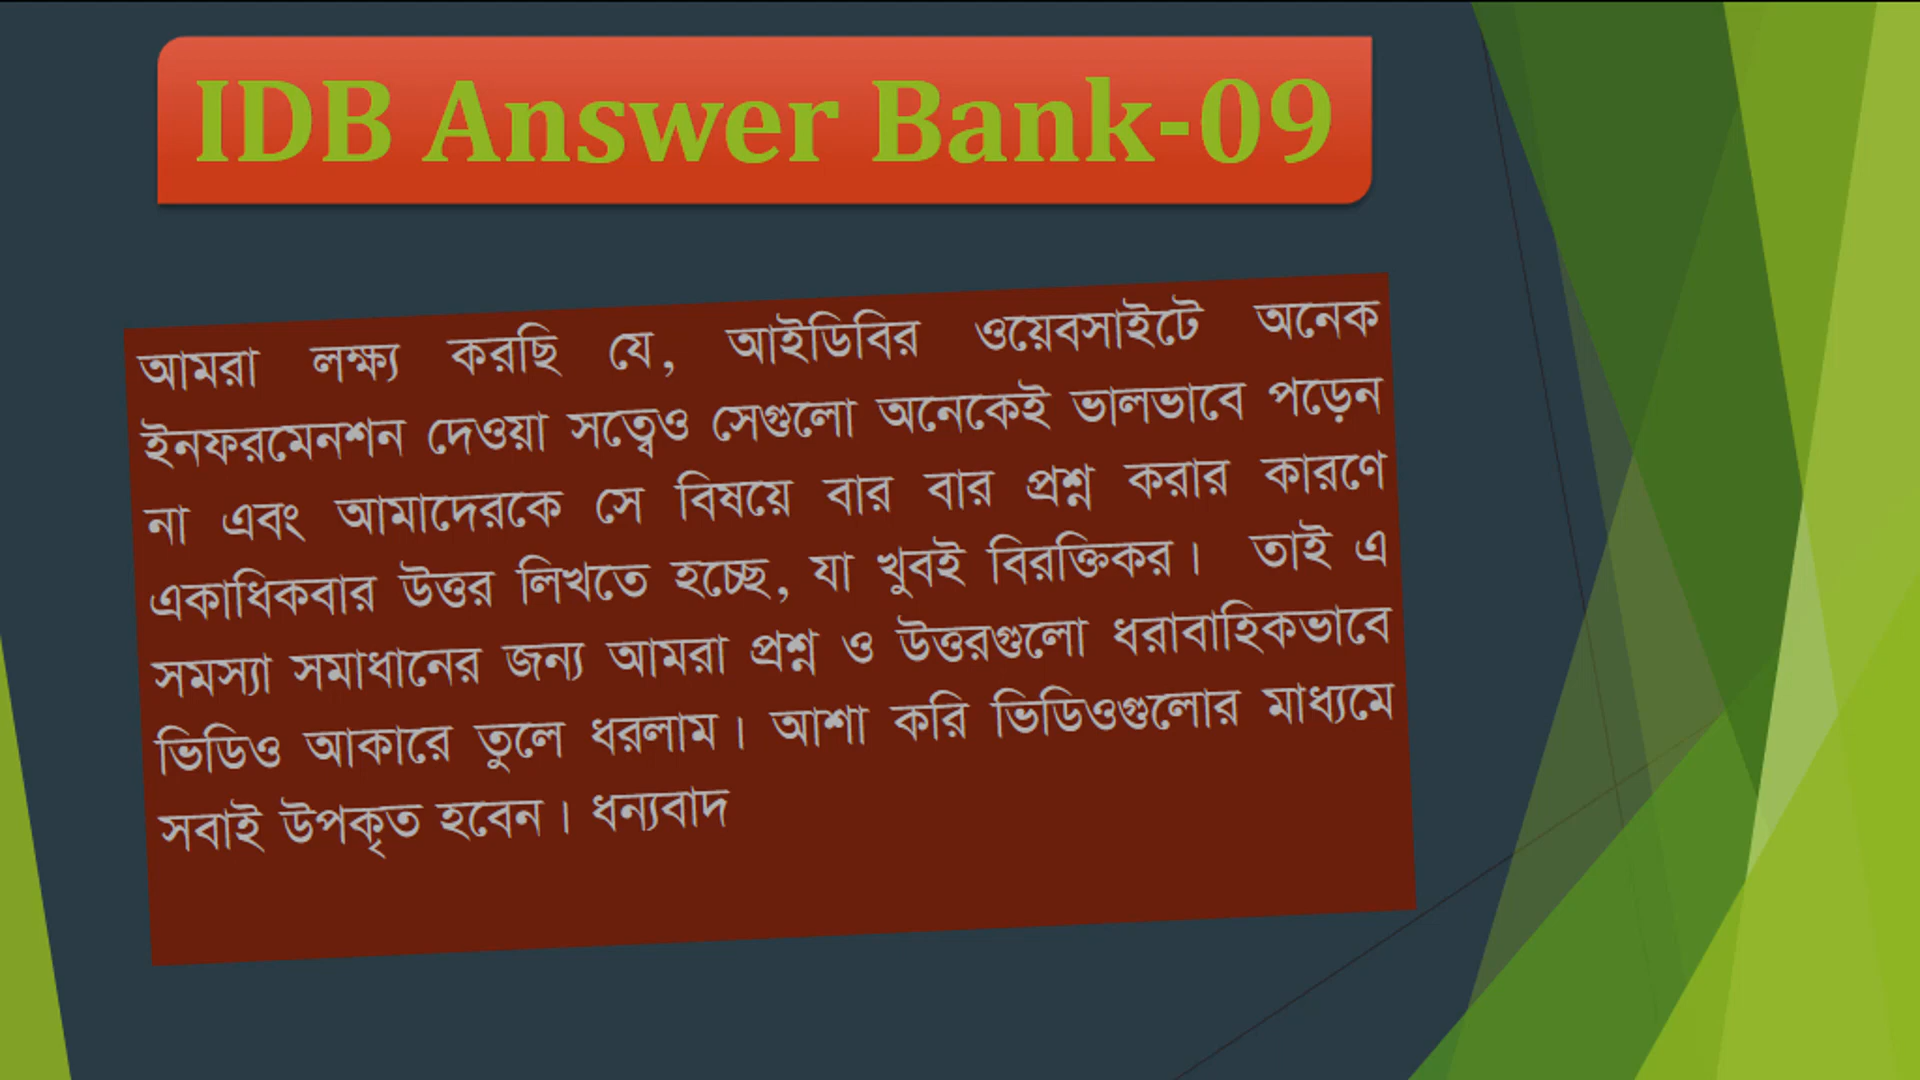 IDB Answer Bank-09
আমরা লক্ষ্য করছি যে, আইডিবির ওয়েবসাইটে অনেক
ইনফরমেনশন দেওয়া সত্বেও সেগুলো অনেকেই ভালভাবে পড়েন
না এবং আমাদেরকে সে বিষয়ে বার বার প্রশ্ন করার কারণে
একাধিকবার উত্তর লিখতে হচ্ছে, যা খুবই বিরক্তিকর। তাই এ
সমস্যা সমাধানের জন্য আমরা প্রশ্ন ও উত্তরগুলো ধরাবাহিকভাবে
ভিডিও আকারে তুলে ধরলাম। আশা করি ভিডিওগুলোর মাধ্যমে
সবাই উপকৃত হবেন। ধন্যবাদ